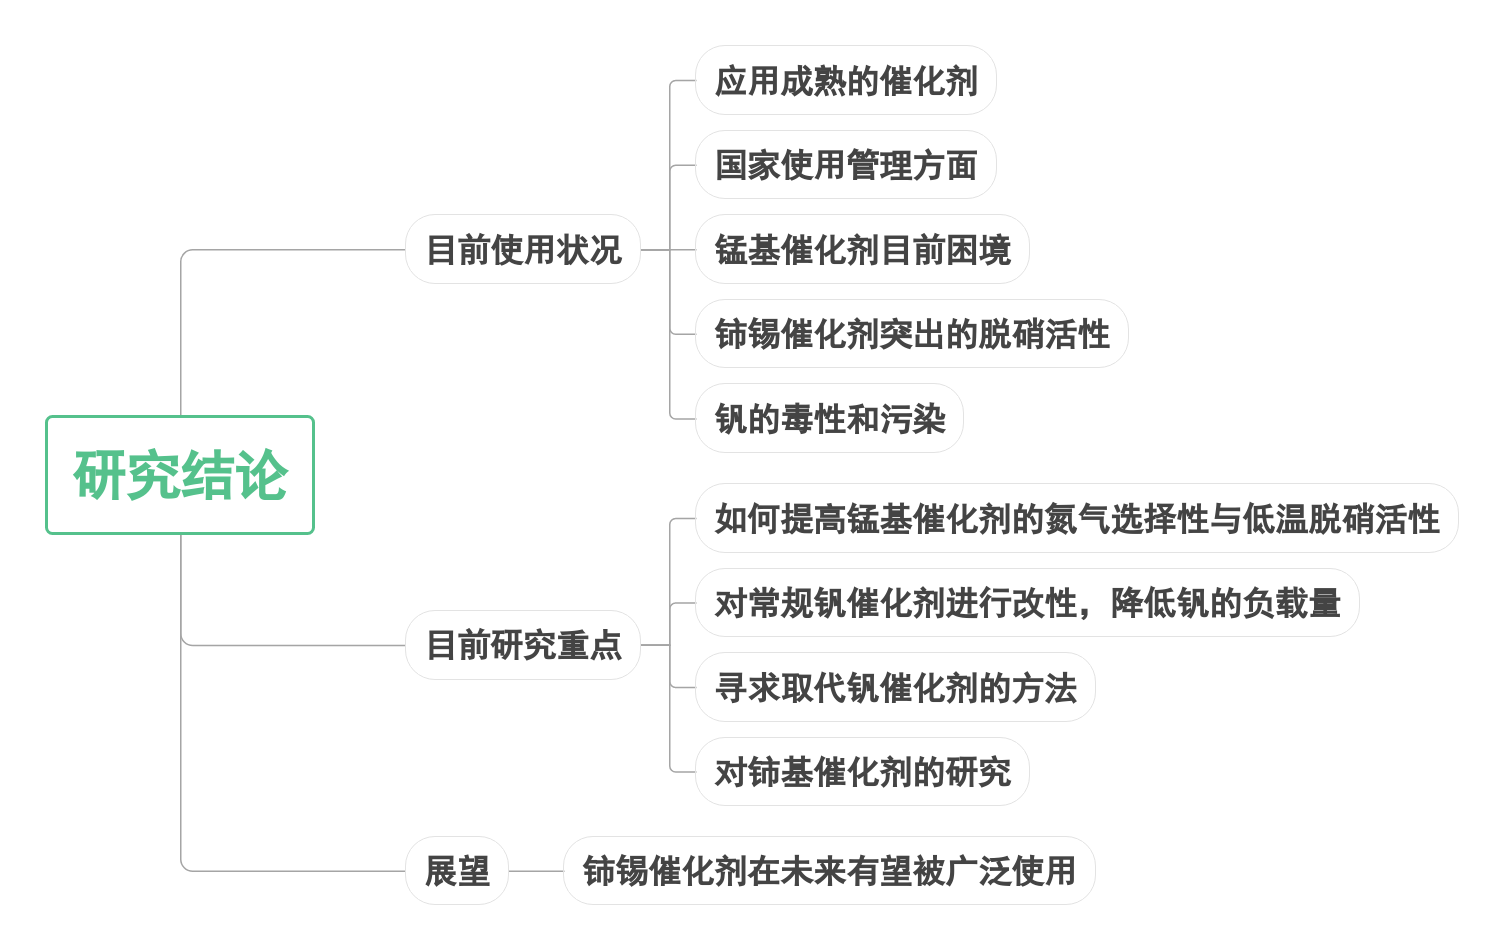 研究结论
目前使用状况
应用成熟的催化剂
国家使用管理方面
锰基催化剂目前困境
铈锡催化剂突出的脱硝活性
钒的毒性和污染
目前研究重点
如何提高锰基催化剂的氮气选择性与低温脱硝活性
对常规钒催化剂进行改性，降低钒的负载量
寻求取代钒催化剂的方法
对铈基催化剂的研究
展望
铈锡催化剂在未来有望被广泛使用